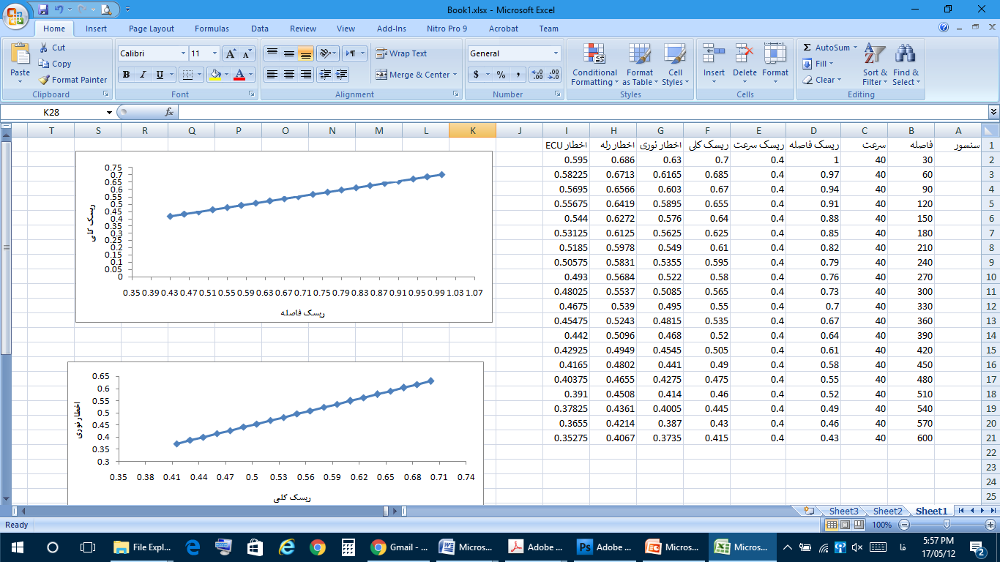 Book1.xlsx - Microsoft Excel
Home Insert Page Layout Formulas Data Review View Add-Ins Nitro Pro 9 Acrobat Team
Paste
Cut
Copy
Format Painter
Clipboard
Calibri 11
B I U
Font
Wrap Text
Merge & Center
Alignment
General
$ % ,
Number
Conditional Formatting
Format as Table
Cell Styles
Styles
Insert Delete Format
Cells
AutoSum
Fill
Clear
Sort & Filter
Find & Select
Editing
K28 fx
T S R Q P O N M L K J I H G F E D C B A
سنسور فاصله سرعت ریسک فاصله ریسک سرعت ریسک کلی اخطار نوری اخطار رله اخطار ECU 1
0.595 0.686 0.63 0.7 0.4 1 40 30 2
0.58225 0.6713 0.6165 0.685 0.4 0.97 40 60 3
0.5695 0.6566 0.603 0.67 0.4 0.94 40 90 4
0.55675 0.6419 0.5895 0.655 0.4 0.91 40 120 5
0.544 0.6272 0.576 0.64 0.4 0.88 40 150 6
0.53125 0.6125 0.5625 0.625 0.4 0.85 40 180 7
0.5185 0.5978 0.549 0.61 0.4 0.82 40 210 8
0.50575 0.5831 0.5355 0.595 0.4 0.79 40 240 9
0.493 0.5684 0.522 0.58 0.4 0.76 40 270 10
0.48025 0.5537 0.5085 0.565 0.4 0.73 40 300 11
0.4675 0.539 0.495 0.55 0.4 0.7 40 330 12
0.45475 0.5243 0.4815 0.535 0.4 0.67 40 360 13
0.442 0.5096 0.468 0.52 0.4 0.64 40 390 14
0.42925 0.4949 0.4545 0.505 0.4 0.61 40 420 15
0.4165 0.4802 0.441 0.49 0.4 0.58 40 450 16
0.40375 0.4655 0.4275 0.475 0.4 0.55 40 480 17
0.391 0.4508 0.414 0.46 0.4 0.52 40 510 18
0.37825 0.4361 0.4005 0.445 0.4 0.49 40 540 19
0.3655 0.4214 0.387 0.43 0.4 0.46 40 570 20
0.35275 0.4067 0.3735 0.415 0.4 0.43 40 600 21
22
23
24
25
0.75
0.7
0.65
0.6
0.55
0.5
0.45
0.4
0.35
0.3
0.25
0.2
0.15
0.1
0.05
0
ریسک کلی
0.35 0.39 0.43 0.47 0.51 0.55 0.59 0.63 0.67 0.71 0.75 0.79 0.83 0.87 0.91 0.95 0.99 1.03 1.07
ریسک فاصله
0.65
0.6
0.55
0.5
0.45
0.4
0.35
0.3
اخطار نوری
0.35 0.38 0.41 0.44 0.47 0.5 0.53 0.56 0.59 0.62 0.65 0.68 0.71 0.74
ریسک کلی
Sheet3 Sheet2 Sheet1
Ready 100%
File Expl... Gmail - ... Micros... Adobe ... Adobe ... Micros... Micros... فا
5:57 PM
17/05/12
2